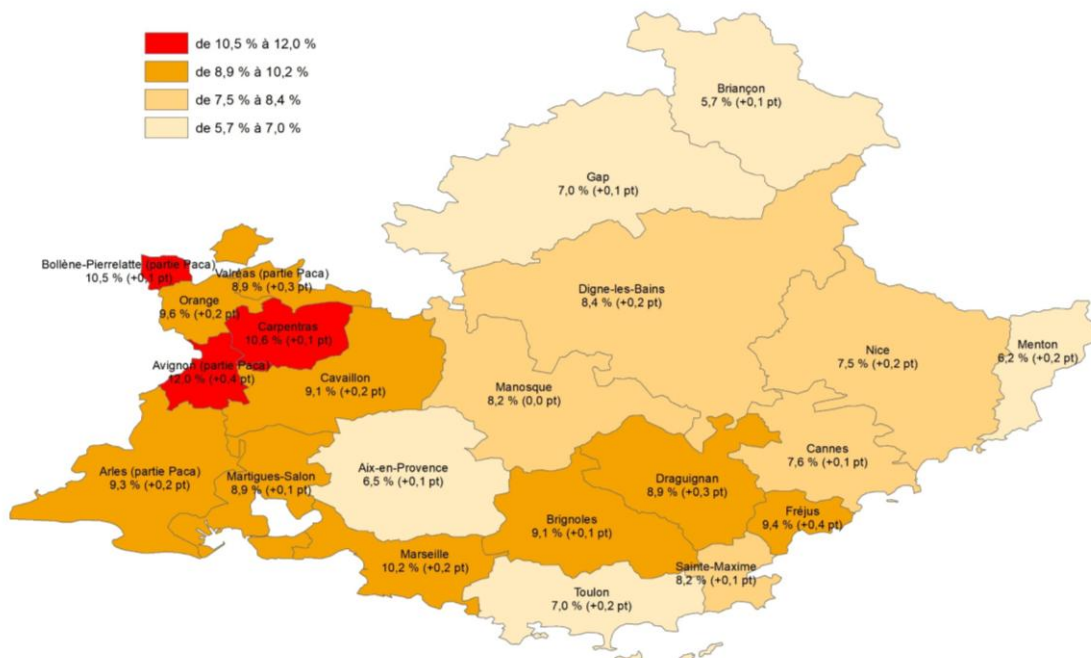 de 10,5 % à 12,0 %
de 8,9 % à 10,2 %
de 7,5 % à 8,4 %
de 5,7 % à 7,0 %
Briançon
5,7 % (+0,1 pt)
Gap
7,0 % (+0,1 pt)
Bollène-Pierrelatte (partie Paca)
10,5 % (+0,1 pt)
Valréas (partie Paca)
8,9 % (+0,3 pt)
Orange
9,6 % (+0,2 pt)
Carpentras
10,6 % (+0,1 pt)
Avignon (partie Paca)
12,0 % (+0,4 pt)
Cavaillon
9,1 % (+0,2 pt)
Digne-les-Bains
8,4 % (+0,2 pt)
Manosque
8,2 % (0,0 pt)
Nice
7,5 % (+0,2 pt)
Menton
6,2 % (+0,2 pt)
Cannes
7,6 % (+0,1 pt)
Arles (partie Paca)
9,3 % (+0,2 pt)
Martigues-Salon
8,9 % (+0,1 pt)
Aix-en-Provence
6,5 % (+0,1 pt)
Draguignan
8,9 % (+0,3 pt)
Fréjus
9,4 % (+0,4 pt)
Brignoles
9,1 % (+0,1 pt)
Marseille
10,2 % (+0,2 pt)
Sainte-Maxime
8,2 % (+0,1 pt)
Toulon
7,0 % (+0,2 pt)